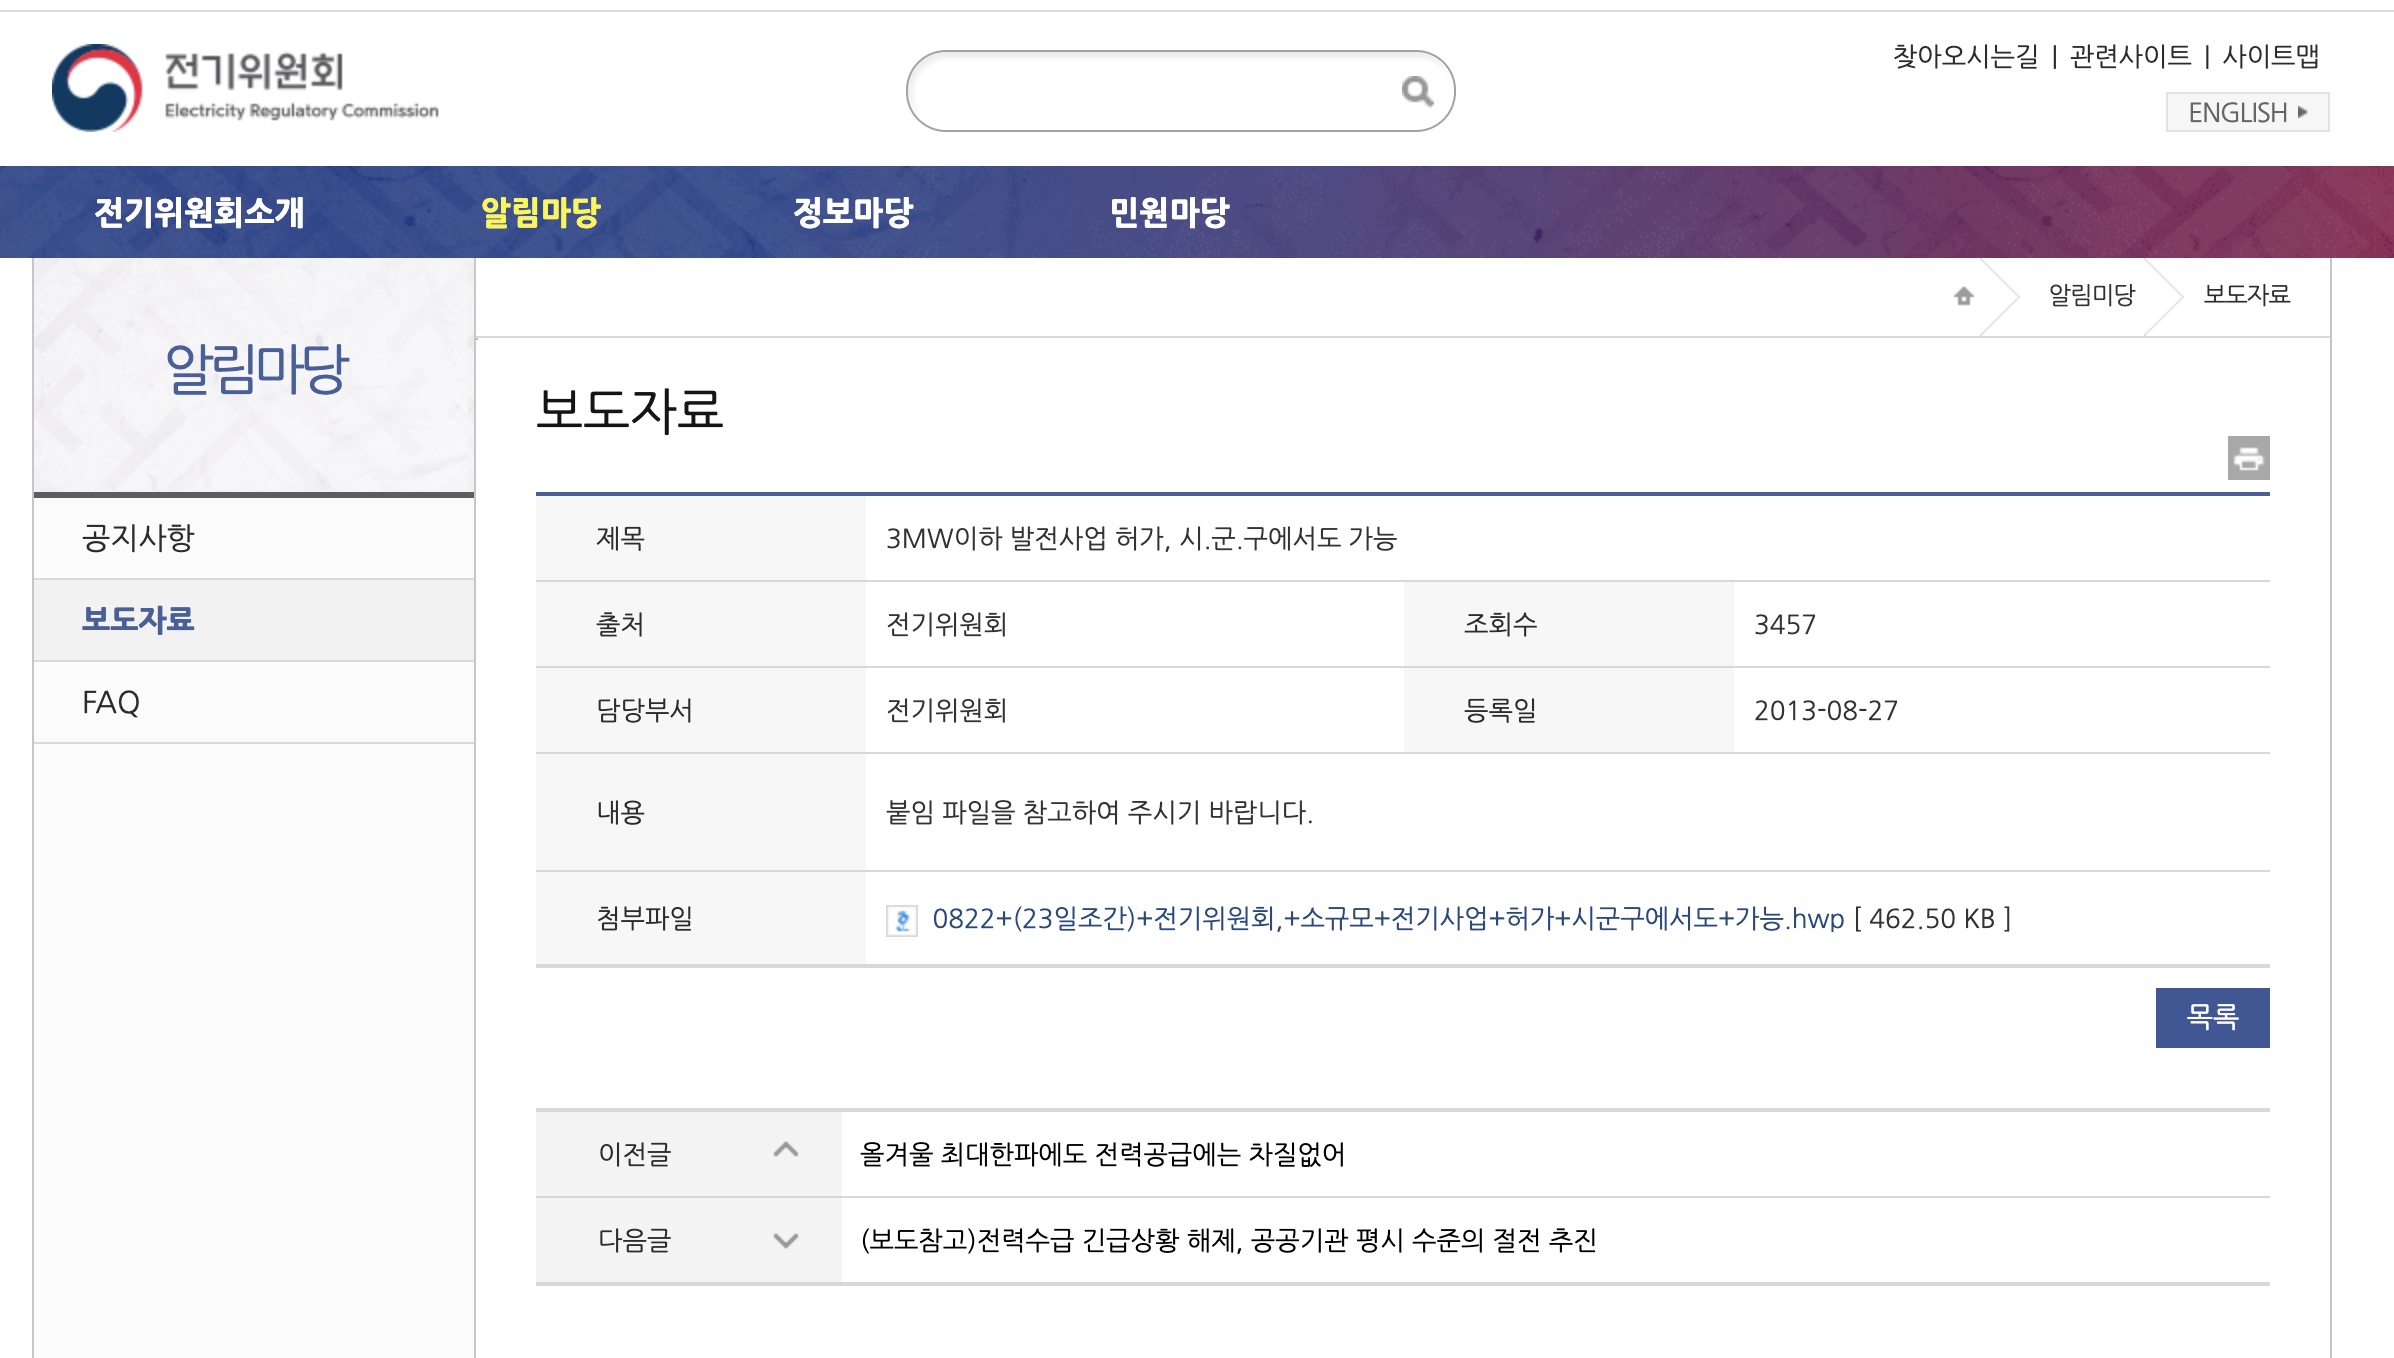 전기위원회
Electricity Regulatory Commission
찾아오시는길 | 관련사이트 | 사이트맵
ENGLISH
전기위원회소개 알림마당 정보마당 민원마당
알림미당 보도자료
알림마당
공지사항
보도자료
FAQ
보도자료
제목 3MW이하 발전사업 허가, 시.군.구에서도 가능
출처 전기위원회 조회수 3457
담당부서 전기위원회 등록일 2013-08-27
내용 붙임 파일을 참고하여 주시기 바랍니다.
첨부파일 0822+(23일조간)+전기위원회,+소규모+전기사업+허가+시군구에서도+가능.hwp [ 462.50 KB ]
목록
이전글 올겨울 최대한파에도 전력공급에는 차질없어
다음글 (보도참고)전력수급 긴급상황 해제, 공공기관 평시 수준의 절전 추진